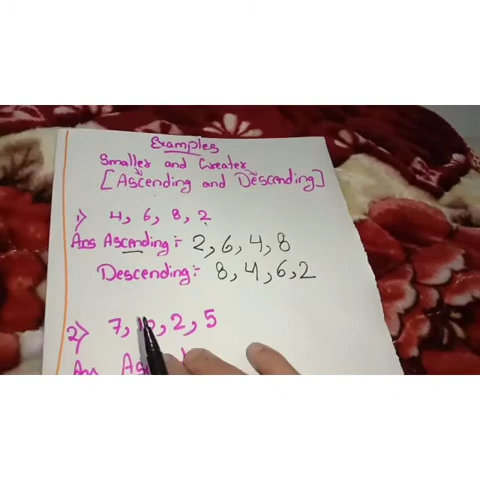 Examples
Smaller and Greater
[Ascending and Descending]
1> 4, 6, 8, 2
Ans Ascending :- 2, 6, 4, 8
Descending :- 8, 4, 6, 2
2> 7, 2, 5
Ans